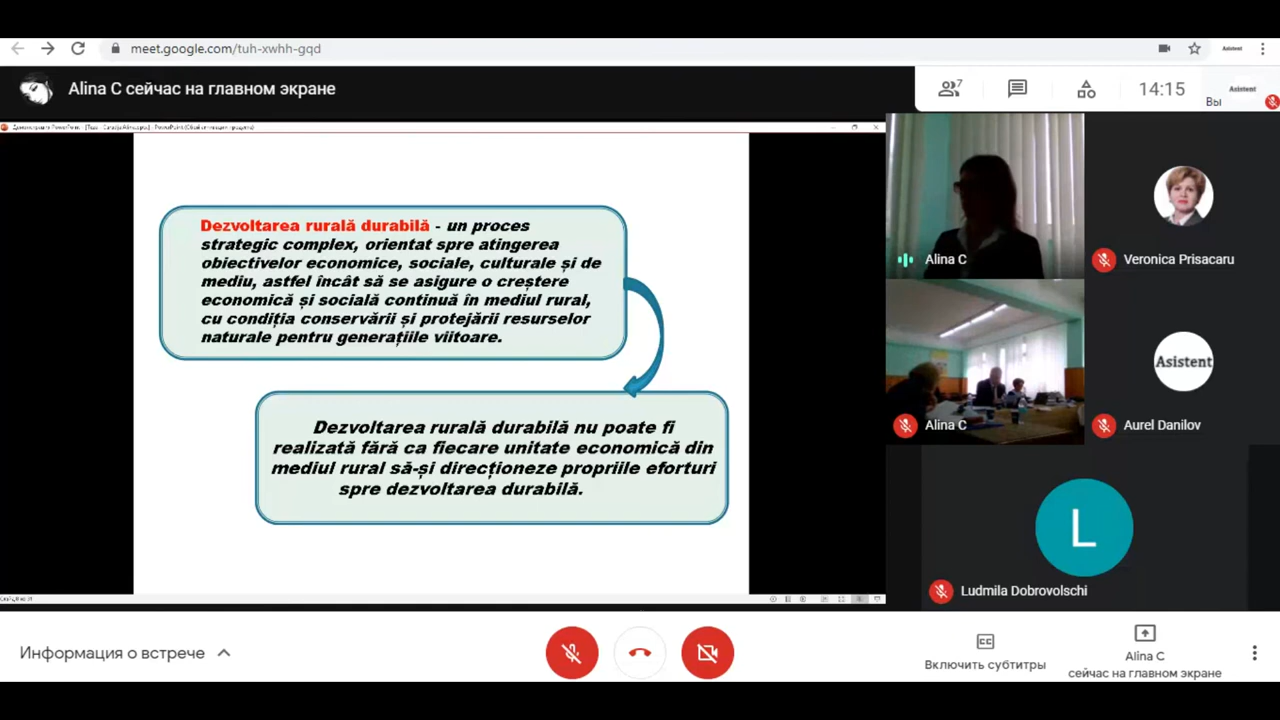 meet.google.com/tuh-xwhh-gqd
Asistent
Alina C сейчас на главном экране
7
14:15
Asistent
Вы
Dezvoltarea rurală durabilă - un proces
strategic complex, orientat spre atingerea
obiectivelor economice, sociale, culturale și de
mediu, astfel încât să se asigure o creștere
economică și socială continuă în mediul rural,
cu condiția conservării și protejării resurselor
naturale pentru generațiile viitoare.
Dezvoltarea rurală durabilă nu poate fi
realizată fără ca fiecare unitate economică din
mediul rural să-și direcționeze propriile eforturi
spre dezvoltarea durabilă.
Alina C
Veronica Prisacaru
Alina C
Asistent
Aurel Danilov
L
Ludmila Dobrovolschi
Информация о встрече
CC
Включить субтитры
Alina C
сейчас на главном экране